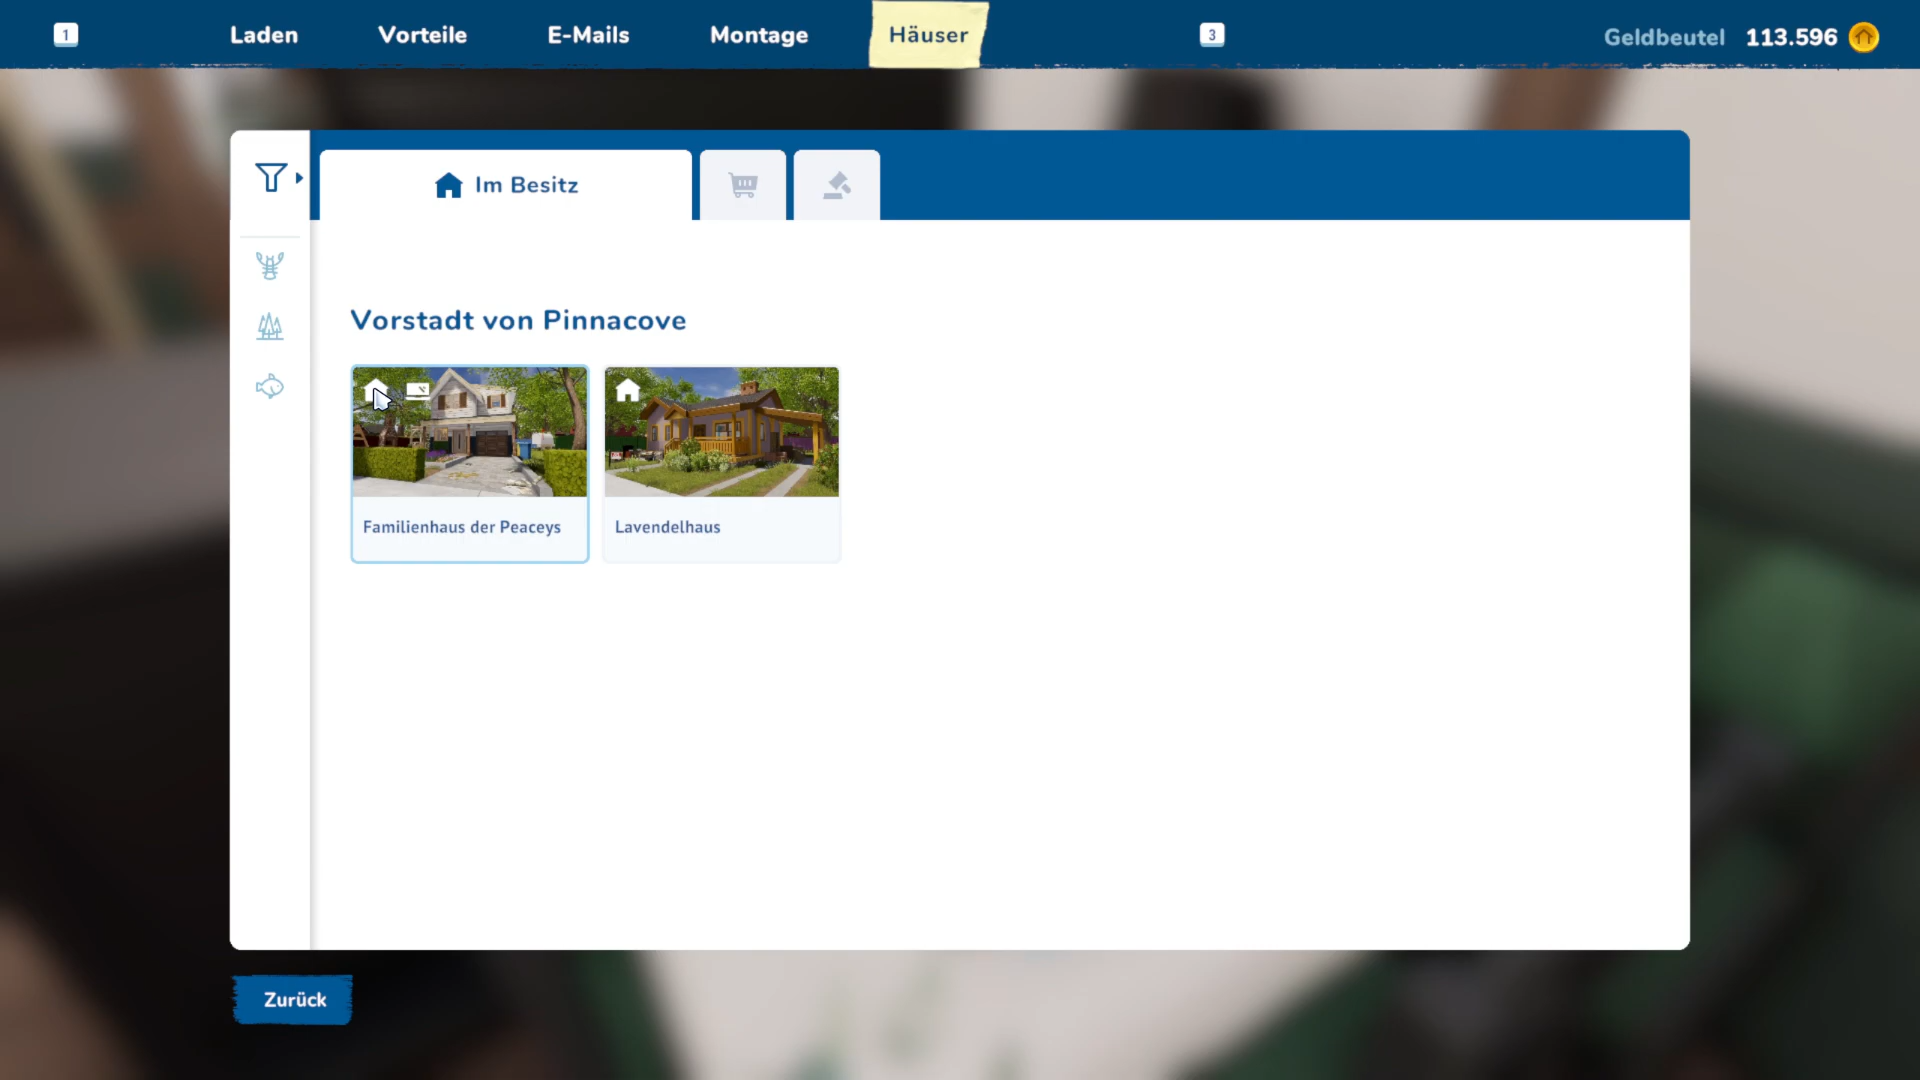 1
Laden
Vorteile
E-Mails
Montage
Häuser
3
Geldbeutel 113.596
Im Besitz
Vorstadt von Pinnacove
Familienhaus der Peaceys
Lavendelhaus
Zurück